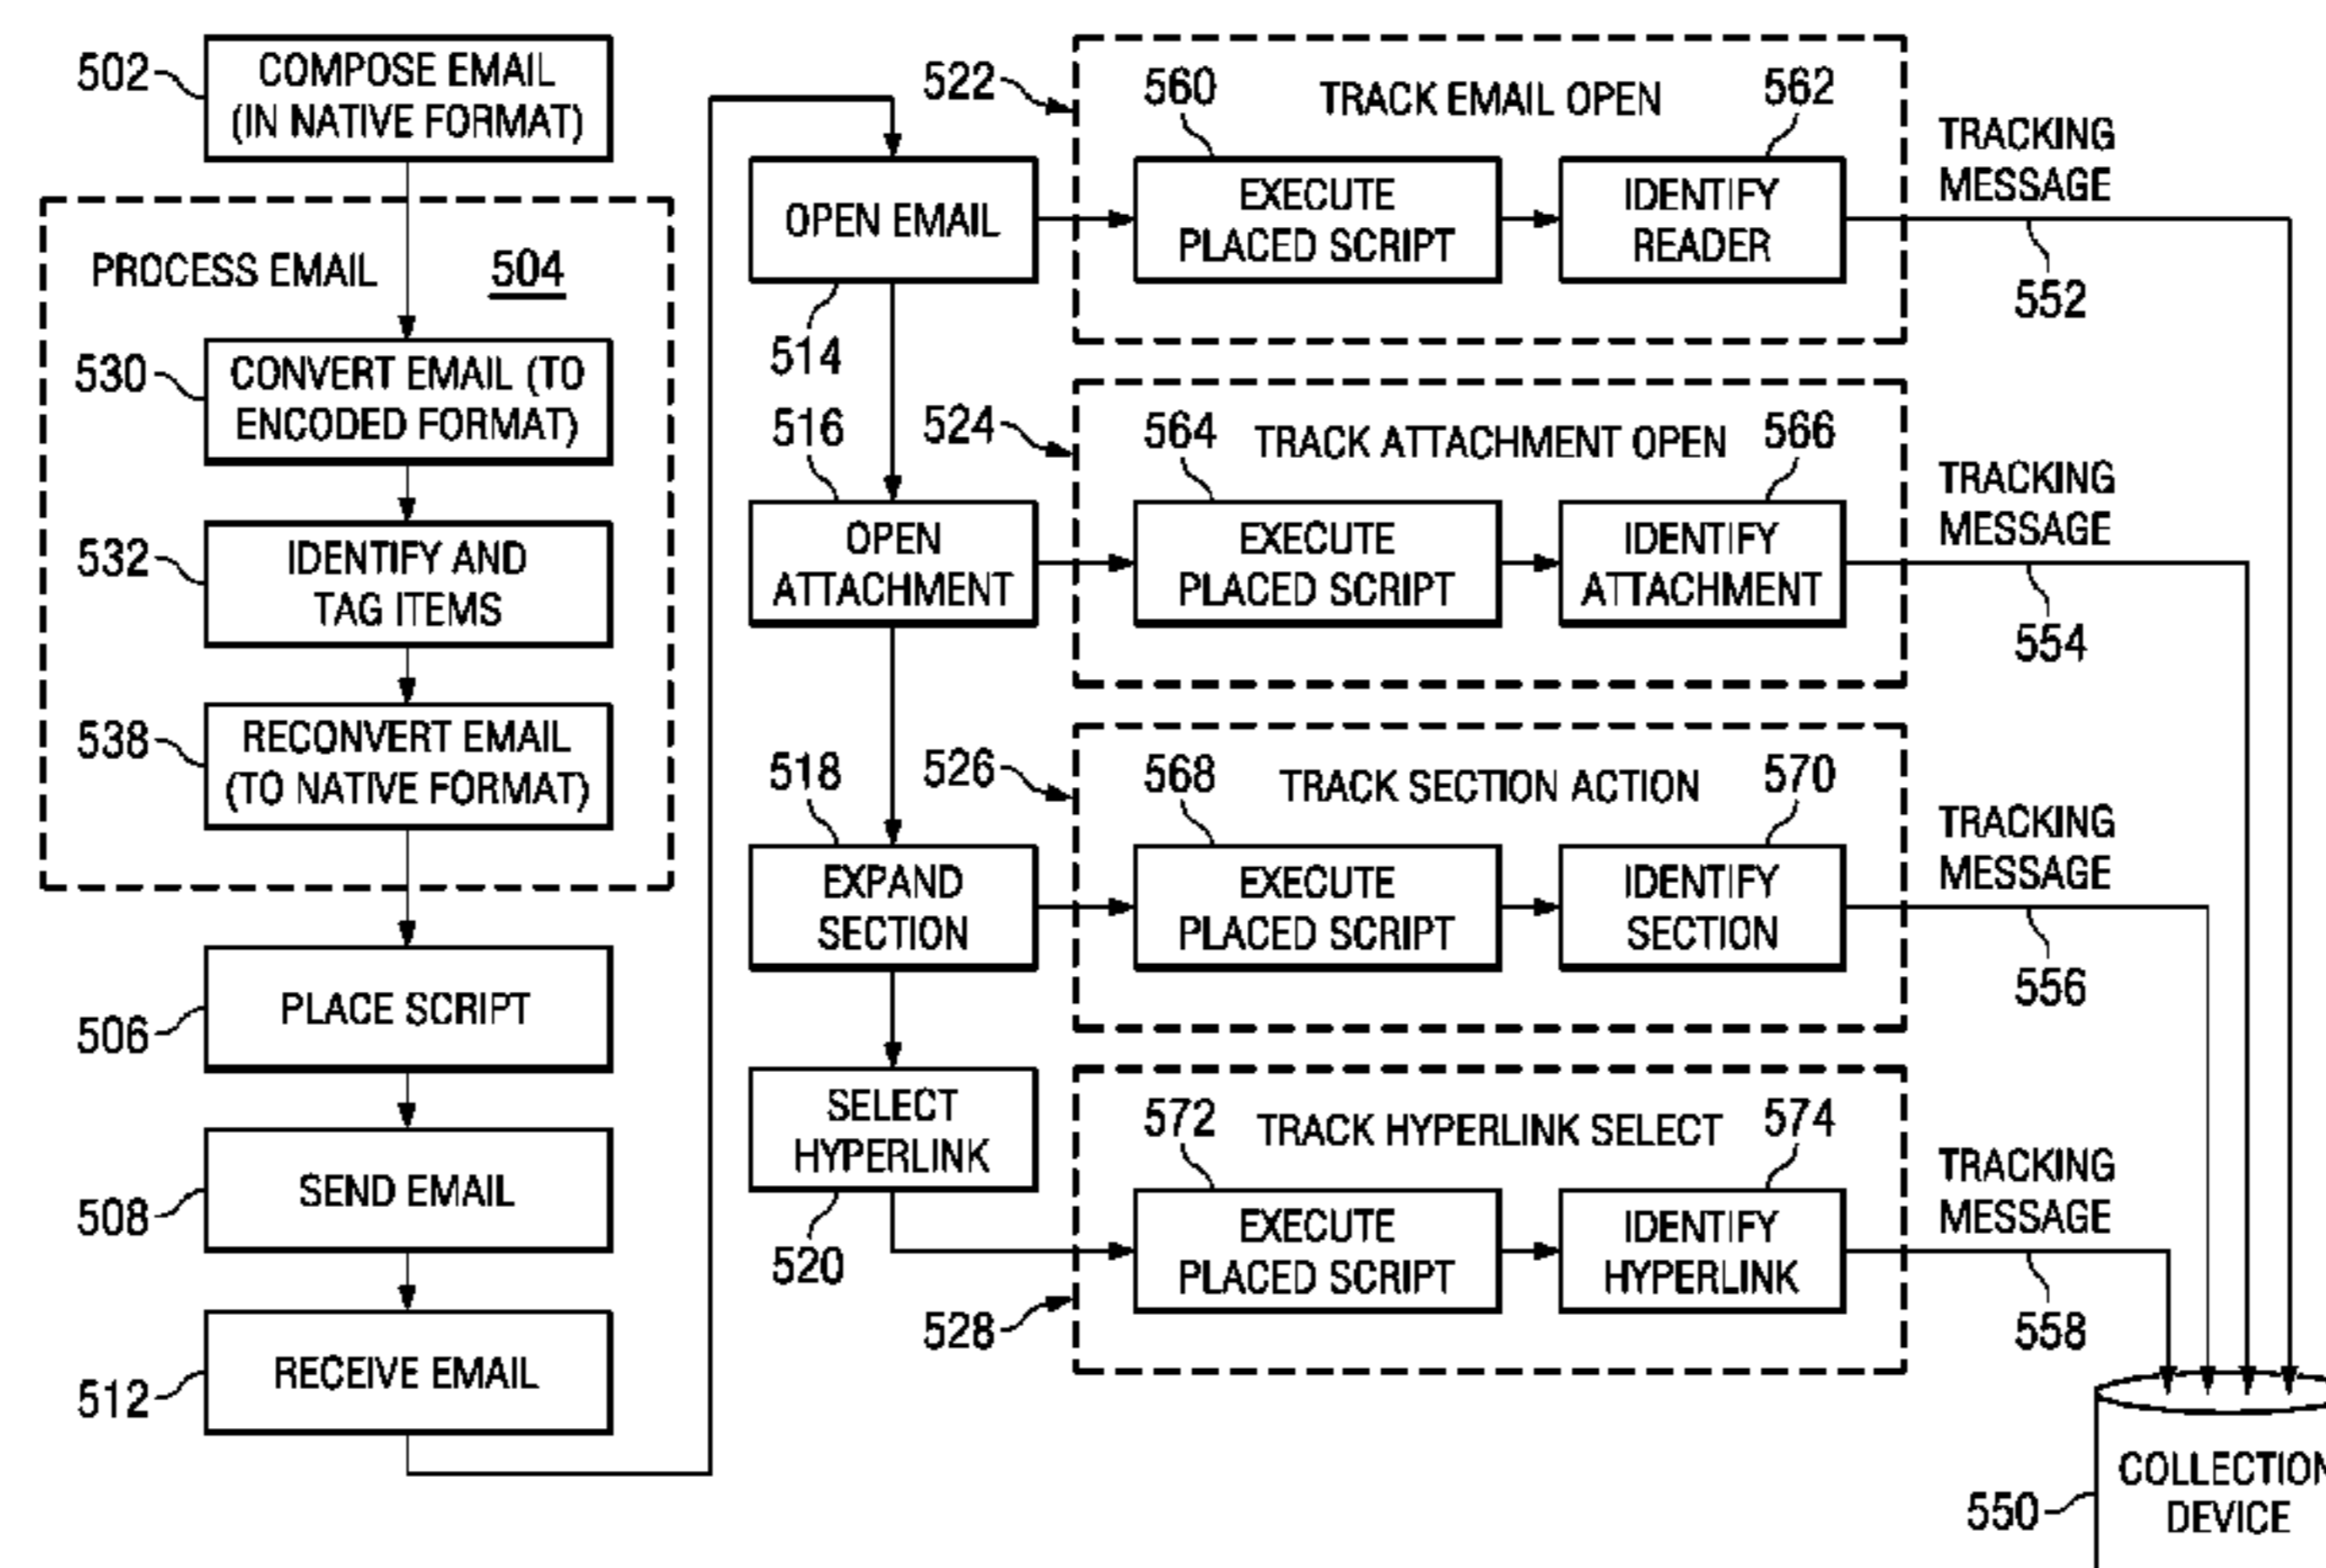 502
COMPOSE EMAIL
(IN NATIVE FORMAT)
PROCESS EMAIL 504
530
CONVERT EMAIL (TO
ENCODED FORMAT)
532
IDENTIFY AND
TAG ITEMS
538
RECONVERT EMAIL
(TO NATIVE FORMAT)
506
PLACE SCRIPT
508
SEND EMAIL
512
RECEIVE EMAIL
OPEN EMAIL
514
516
OPEN
ATTACHMENT
518
EXPAND
SECTION
SELECT
HYPERLINK
520
522
560
TRACK EMAIL OPEN
562
EXECUTE
PLACED SCRIPT
IDENTIFY
READER
TRACKING
MESSAGE
552
524
564
TRACK ATTACHMENT OPEN
566
EXECUTE
PLACED SCRIPT
IDENTIFY
ATTACHMENT
TRACKING
MESSAGE
554
526
568
TRACK SECTION ACTION
570
EXECUTE
PLACED SCRIPT
IDENTIFY
SECTION
TRACKING
MESSAGE
556
572
TRACK HYPERLINK SELECT
574
EXECUTE
PLACED SCRIPT
IDENTIFY
HYPERLINK
528
TRACKING
MESSAGE
558
COLLECTION
DEVICE
550